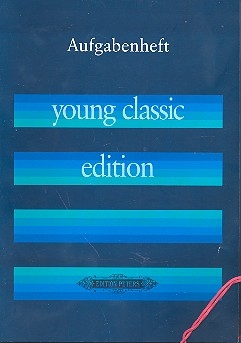 Aufgabenheft
young classic
edition
EDITION PETERS